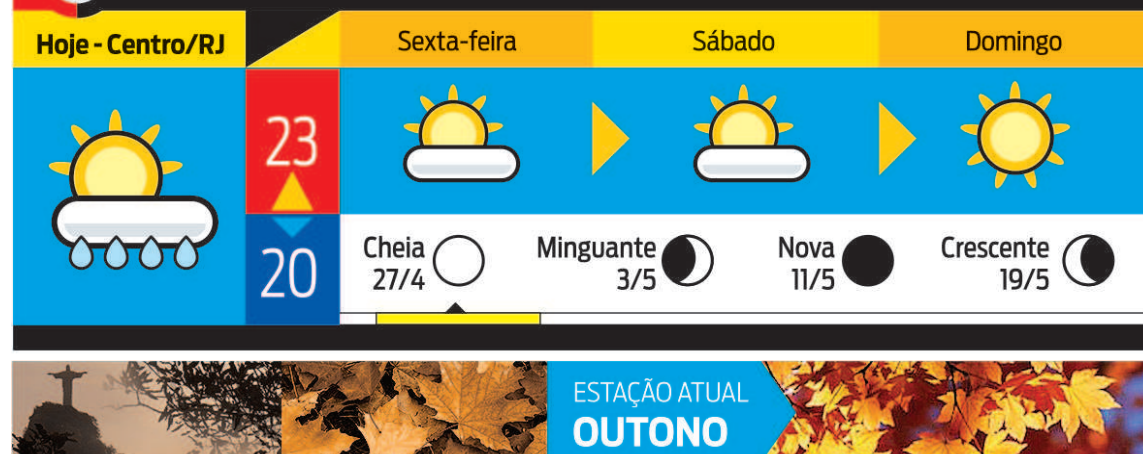 Hoje - Centro/RJ
Sexta-feira
Sábado
Domingo
23
20
Cheia
27/4
Minguante
3/5
Nova
11/5
Crescente
19/5
ESTAÇÃO ATUAL
OUTONO